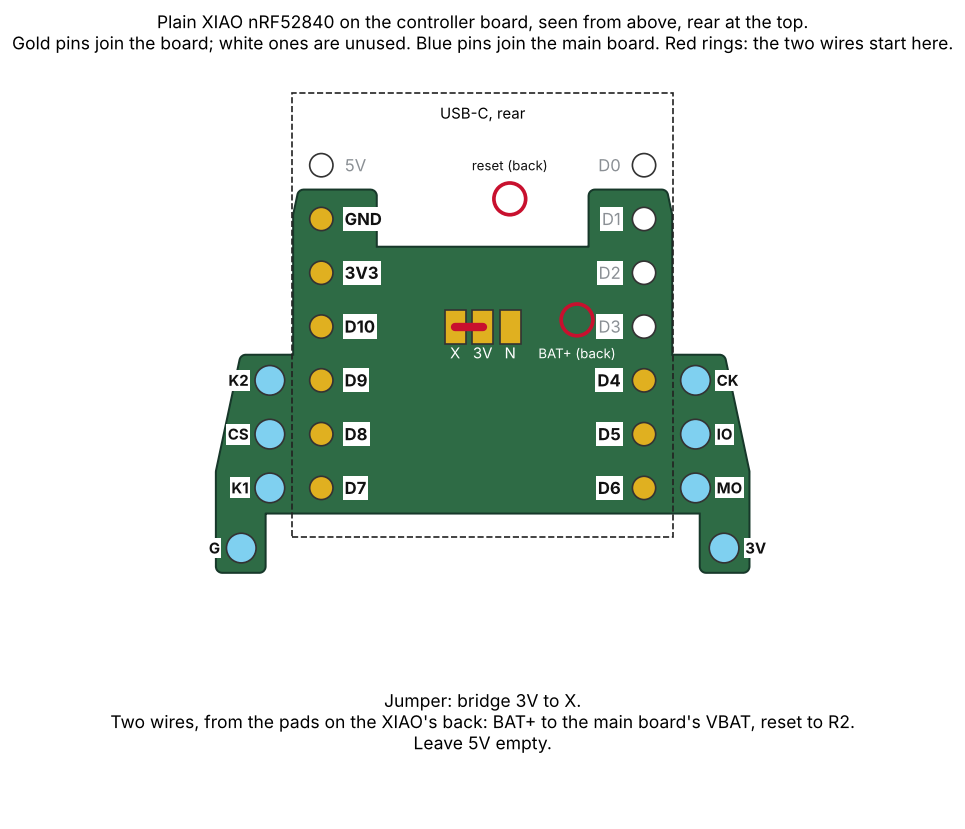 Plain XIAO nRF52840 on the controller board, seen from above, rear at the top.
Gold pins join the board; white ones are unused. Blue pins join the main board. Red rings: the two wires start here.
USB-C, rear
5V
reset (back)
D0
GND
D1
3V3
D2
D10
D3
X
3V
N
BAT+ (back)
K2
D9
D4
CK
CS
D8
D5
IO
K1
D7
D6
MO
G
3V
Jumper: bridge 3V to X.
Two wires, from the pads on the XIAO's back: BAT+ to the main board's VBAT, reset to R2.
Leave 5V empty.